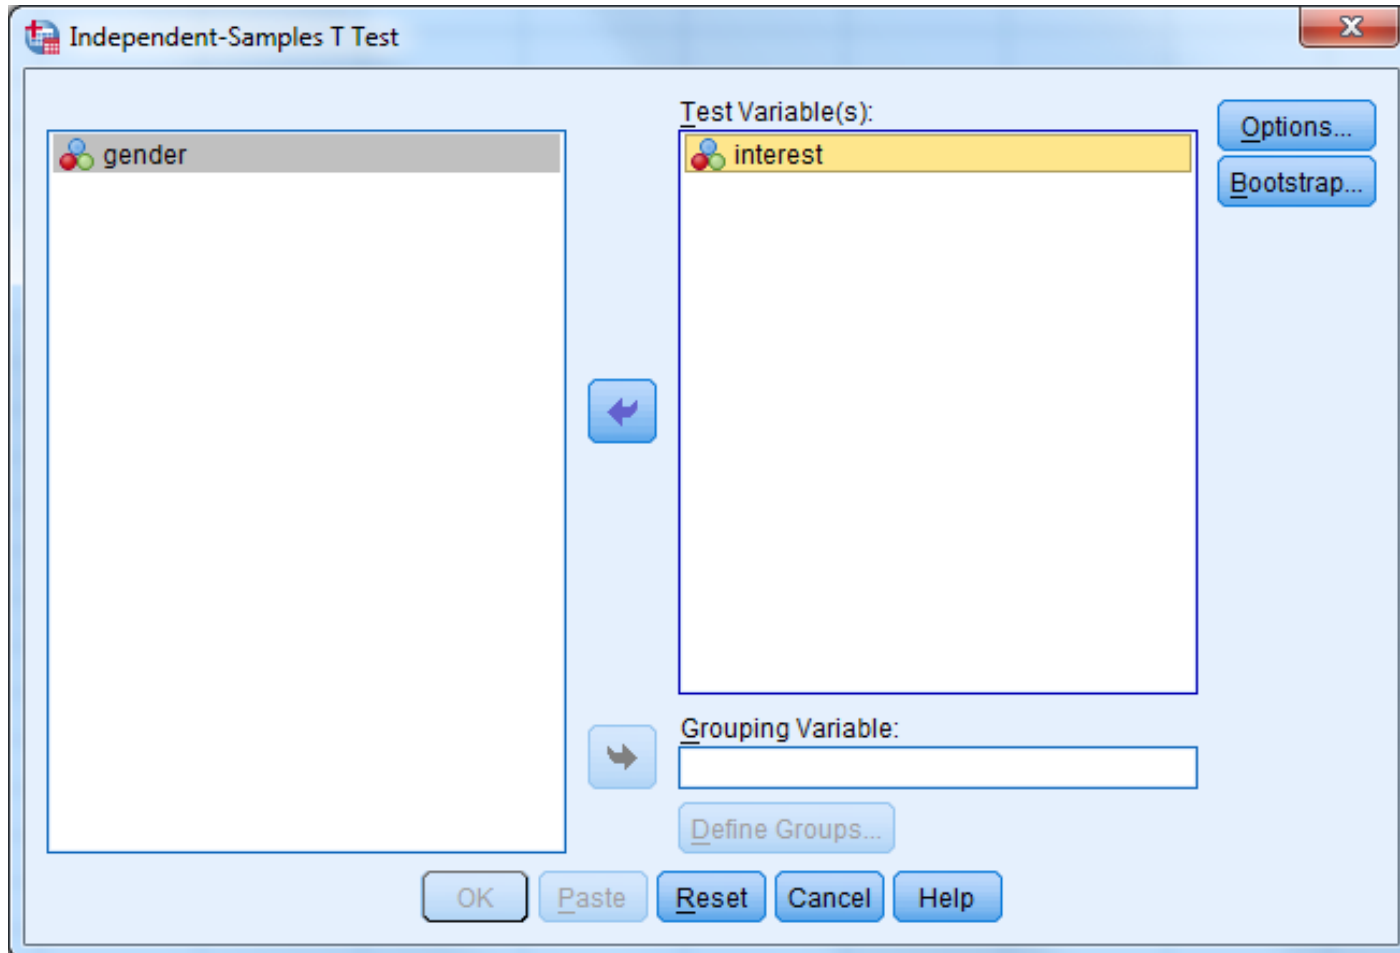 Independent-Samples T Test
gender
Test Variable(s):
interest
Options...
Bootstrap...
Grouping Variable:
Define Groups...
OK
Paste
Reset
Cancel
Help